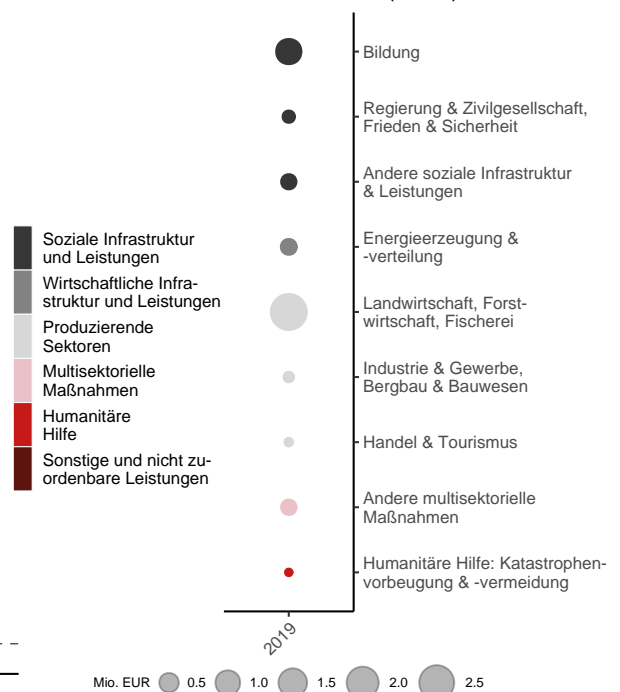 Bildung
Regierung & Zivilgesellschaft,
Frieden & Sicherheit
Andere soziale Infrastruktur
& Leistungen
Energieerzeugung &
-verteilung
Landwirtschaft, Forst-
wirtschaft, Fischerei
Industrie & Gewerbe,
Bergbau & Bauwesen
Handel & Tourismus
Andere multisektorielle
Maßnahmen
Humanitäre Hilfe: Katastrophen-
vorbeugung & -vermeidung
Soziale Infrastruktur
und Leistungen
Wirtschaftliche Infra-
struktur und Leistungen
Produzierende
Sektoren
Multisektorielle
Maßnahmen
Humanitäre
Hilfe
Sonstige und nicht zu-
ordenbare Leistungen
2019
Mio. EUR 0.5 1.0 1.5 2.0 2.5